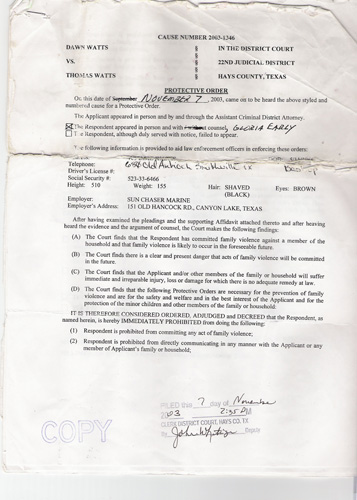 CAUSE NUMBER 2003-1346
DAWN WATTS § IN THE DISTRICT COURT
§
VS. § 22ND JUDICIAL DISTRICT
§
THOMAS WATTS § HAYS COUNTY, TEXAS
PROTECTIVE ORDER
On this date of September NOVEMBER 7, 2003, came on to be heard the above styled and
numbered cause for a Protective Order.
The Applicant appeared in person and by and through the Assistant Criminal District Attorney.
The Respondent appeared in person and with / without counsel, GLORIA EARLY
The Respondent, although duly served with notice, failed to appear.
The following information is provided to aid law enforcement officers in enforcing these orders:
Telephone:
Driver's License #:
Social Security #: 523-33-6466
Height: 510 Weight: 155 Hair: SHAVED Eyes: BROWN
(BLACK)
Employer: SUN CHASER MARINE
Employer's Address: 151 OLD HANCOCK RD., CANYON LAKE, TEXAS
After having examined the pleadings and the supporting Affidavit attached thereto and after having
heard the evidence and the argument of counsel, the Court makes the following findings:
(A) The Court finds that the Respondent has committed family violence against a member of the
household and that family violence is likely to occur in the foreseeable future.
(B) The Court finds there is a clear and present danger that acts of family violence will be committed
in the future.
(C) The Court finds that the Applicant and/or other members of the family or household will suffer
immediate and irreparable injury, loss or damage for which there is no adequate remedy at law.
(D) The Court finds that the following Protective Orders are necessary for the prevention of family
violence and are for the safety and welfare and in the best interest of the Applicant and for the
protection of the minor children and other members of the family or household:
IT IS THEREFORE CONSIDERED ORDERED, ADJUDGED and DECREED that the Respondent, as
named herein, is hereby IMMEDIATELY PROHIBITED from doing the following:
(1) Respondent is prohibited from committing any act of family violence;
(2) Respondent is prohibited from directly communicating in any manner with the Applicant or any
member of Applicant's family or household;
FILED this 7 day of November
2003 2:35 PM
CLERK DISTRICT COURT, HAYS CO. TX
By Deputy
COPY